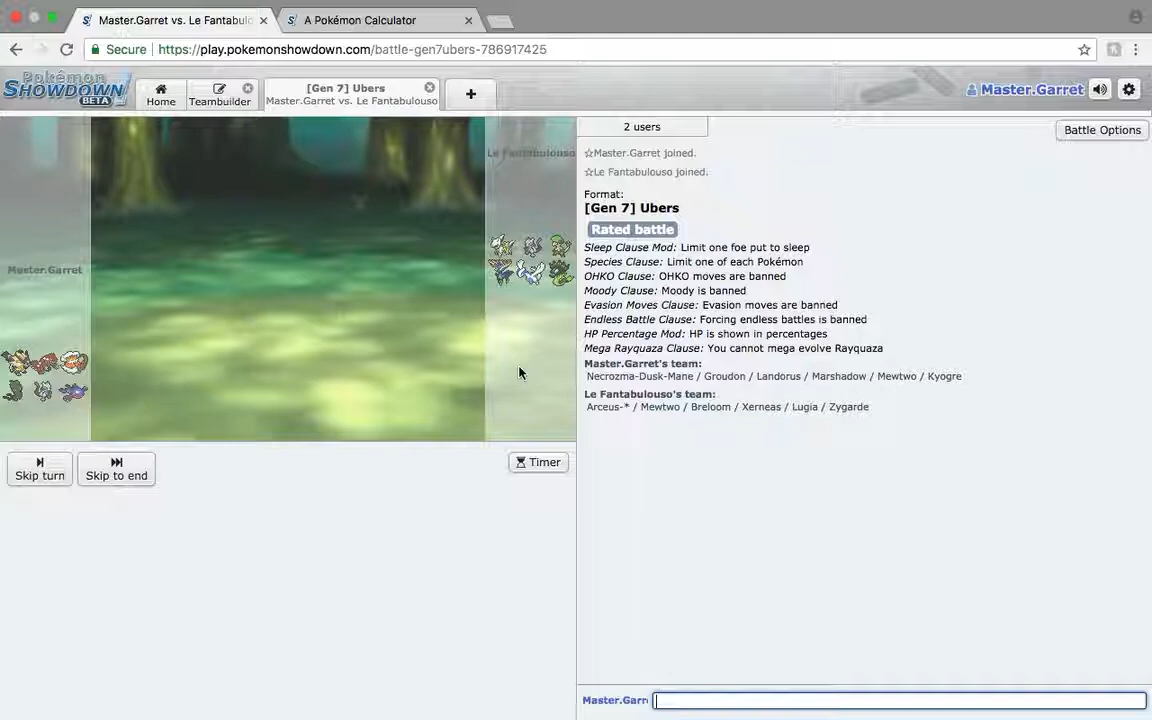 Master.Garret vs. Le Fantabulo
A Pokémon Calculator
Secure
https://play.pokemonshowdown.com/battle-gen7ubers-786917425
Pokémon
SHOWDOWN
BETA
Home
Teambuilder
[Gen 7] Ubers
Master.Garret vs. Le Fantabulouso
+
Master.Garret
2 users
Battle Options
Le Fantabulouso
☆Master.Garret joined.
☆Le Fantabulouso joined.
Format:
[Gen 7] Ubers
Rated battle
Sleep Clause Mod: Limit one foe put to sleep
Species Clause: Limit one of each Pokémon
OHKO Clause: OHKO moves are banned
Moody Clause: Moody is banned
Evasion Moves Clause: Evasion moves are banned
Endless Battle Clause: Forcing endless battles is banned
HP Percentage Mod: HP is shown in percentages
Mega Rayquaza Clause: You cannot mega evolve Rayquaza
Master.Garret's team:
Necrozma-Dusk-Mane / Groudon / Landorus / Marshadow / Mewtwo / Kyogre
Le Fantabulouso's team:
Arceus-* / Mewtwo / Breloom / Xerneas / Lugia / Zygarde
Master.Garret
Skip turn
Skip to end
Timer
Master.Garr